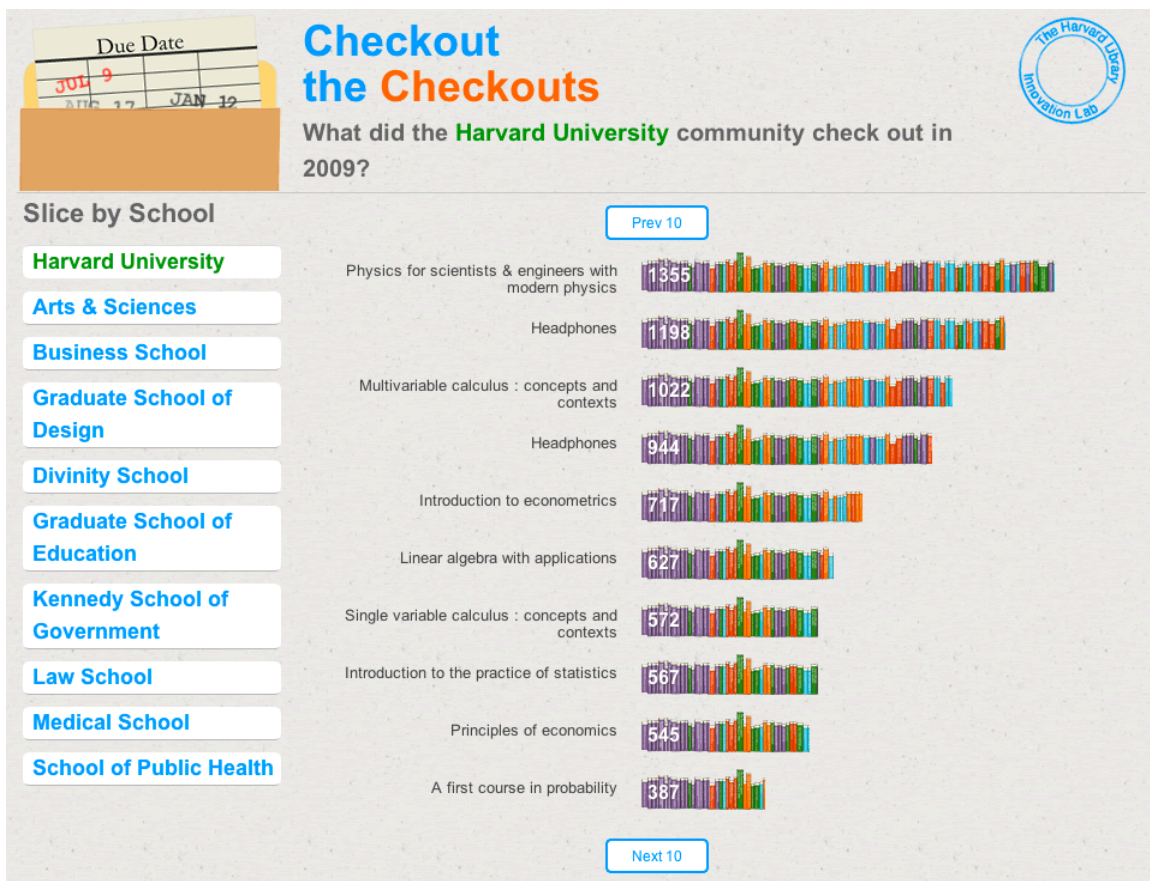 Due Date
JUL 9
AUG 17 JAN 12
Checkout
the Checkouts
What did the Harvard University community check out in
2009?
The Harvard Library
Innovation Lab
Slice by School
Harvard University
Arts & Sciences
Business School
Graduate School of
Design
Divinity School
Graduate School of
Education
Kennedy School of
Government
Law School
Medical School
School of Public Health
Prev 10
Physics for scientists & engineers with
modern physics
1355
Headphones
1198
Multivariable calculus : concepts and
contexts
1022
Headphones
944
Introduction to econometrics
717
Linear algebra with applications
627
Single variable calculus : concepts and
contexts
572
Introduction to the practice of statistics
567
Principles of economics
545
A first course in probability
387
Next 10